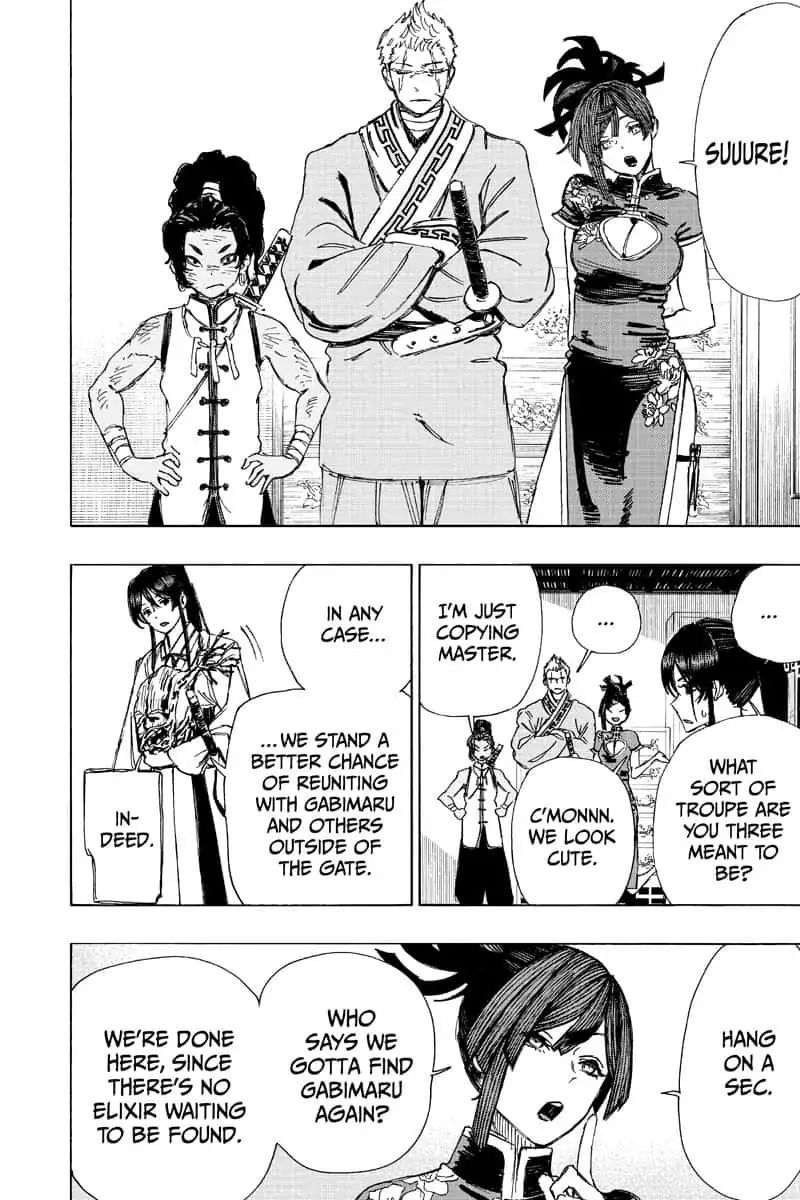 SUUURE!
...
WHAT
SORT OF
TROUPE ARE
YOU THREE
MEANT TO
BE?
...
C'MONNN.
WE LOOK
CUTE.
I'M JUST
COPYING
MASTER.
IN ANY
CASE...
...WE STAND A
BETTER CHANCE
OF REUNITING
WITH GABIMARU
AND OTHERS
OUTSIDE OF
THE GATE.
IN-
DEED.
HANG
ON A
SEC.
WHO
SAYS WE
GOTTA FIND
GABIMARU
AGAIN?
WE'RE DONE
HERE, SINCE
THERE'S NO
ELIXIR WAITING
TO BE FOUND.